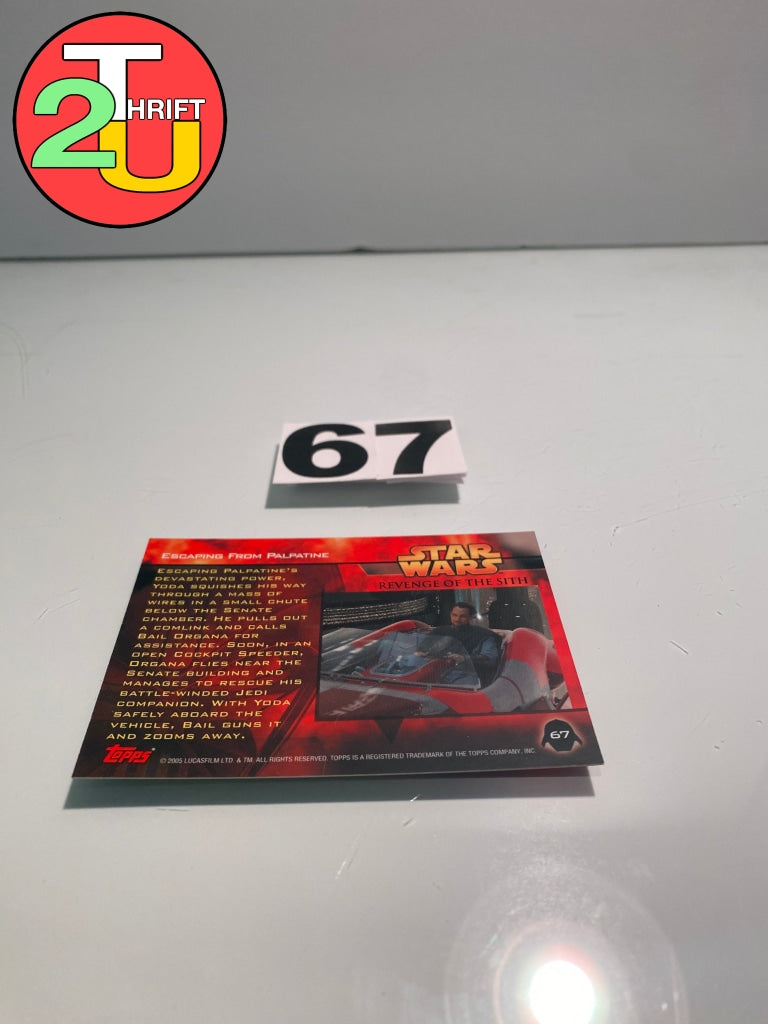 2
T
HRIFT
U
67
Escaping From Palpatine
Escaping Palpatine's
devastating power,
Yoda squishes his way
through a mass of
wires in a small chute
below the Senate
chamber. He pulls out
a comlink and calls
Bail Organa for
assistance. Soon, in an
open cockpit speeder,
Organa flies near the
Senate building and
manages to rescue his
battle-winded Jedi
companion. With Yoda
safely aboard the
vehicle, Bail guns it
and zooms away.
STAR
WARS
REVENGE OF THE SITH
67
topps
© 2005 LUCASFILM LTD. & TM. ALL RIGHTS RESERVED. TOPPS IS A REGISTERED TRADEMARK OF THE TOPPS COMPANY, INC